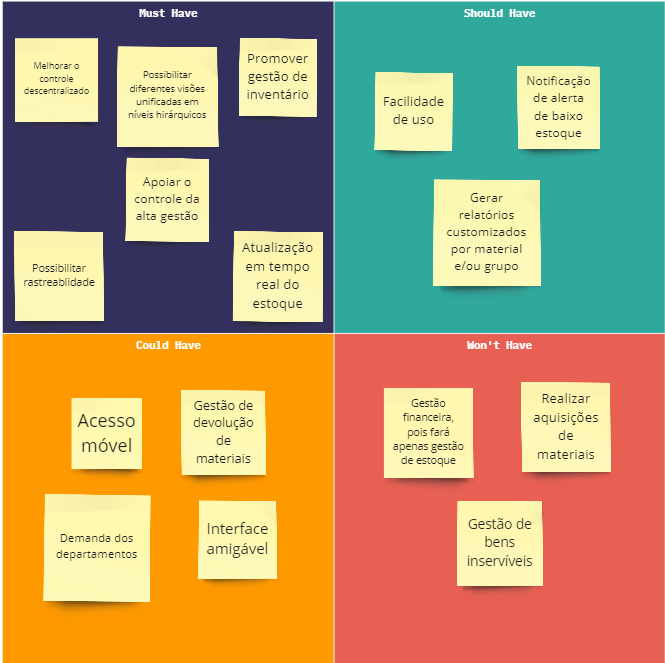 Must Have
Melhorar o
controle
descentralizado
Possibilitar
diferentes visões
unificadas em
níveis hirárquicos
Promover
gestão de
inventário
Apoiar o
controle da
alta gestão
Possibilitar
rastreablidade
Atualização
em tempo
real do
estoque
Should Have
Facilidade
de uso
Notificação
de alerta
de baixo
estoque
Gerar
relatórios
customizados
por material
e/ou grupo
Could Have
Acesso
móvel
Gestão de
devolução
de
materiais
Demanda dos
departamentos
Interface
amigável
Won't Have
Gestão
financeira,
pois fará
apenas gestão
de estoque
Realizar
aquisições
de
materiais
Gestão de
bens
inservíveis